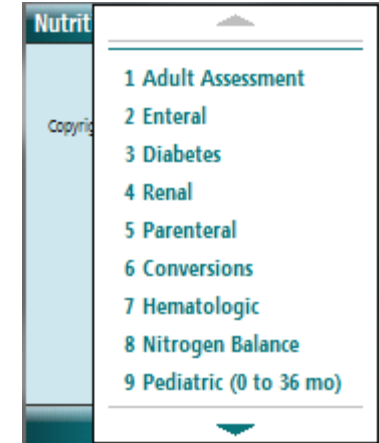 Nutrit
Copyrig
1 Adult Assessment
2 Enteral
3 Diabetes
4 Renal
5 Parenteral
6 Conversions
7 Hematologic
8 Nitrogen Balance
9 Pediatric (0 to 36 mo)